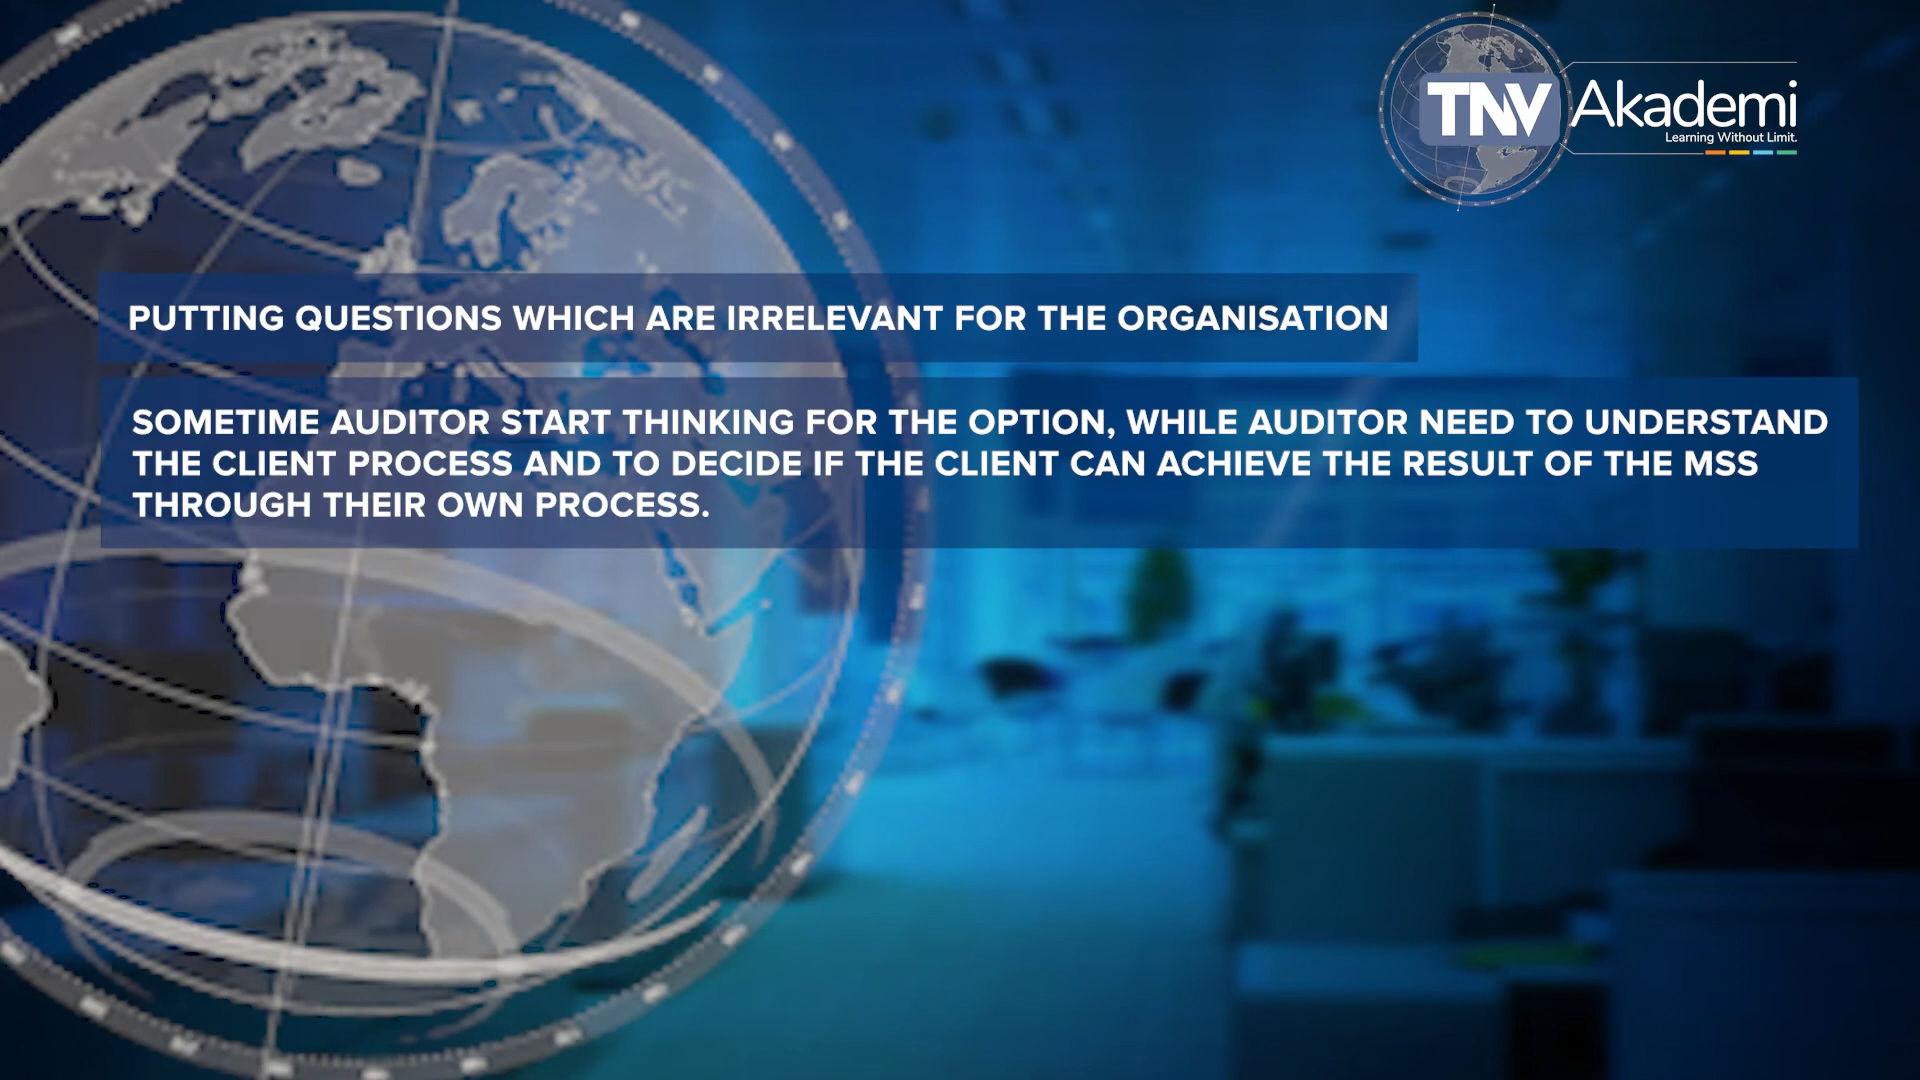 TNV Akademi
Learning Without Limit.
PUTTING QUESTIONS WHICH ARE IRRELEVANT FOR THE ORGANISATION
SOMETIME AUDITOR START THINKING FOR THE OPTION, WHILE AUDITOR NEED TO UNDERSTAND
THE CLIENT PROCESS AND TO DECIDE IF THE CLIENT CAN ACHIEVE THE RESULT OF THE MSS
THROUGH THEIR OWN PROCESS.